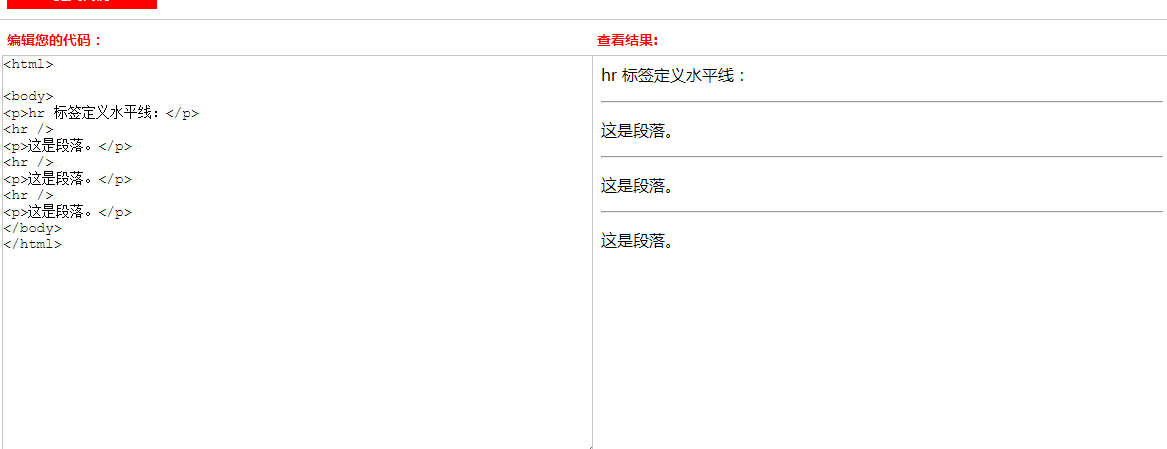 编辑您的代码：
查看结果:
<html>
<body>
<p>hr 标签定义水平线：</p>
<hr />
<p>这是段落。</p>
<hr />
<p>这是段落。</p>
<hr />
<p>这是段落。</p>
</body>
</html>
hr 标签定义水平线：
这是段落。
这是段落。
这是段落。